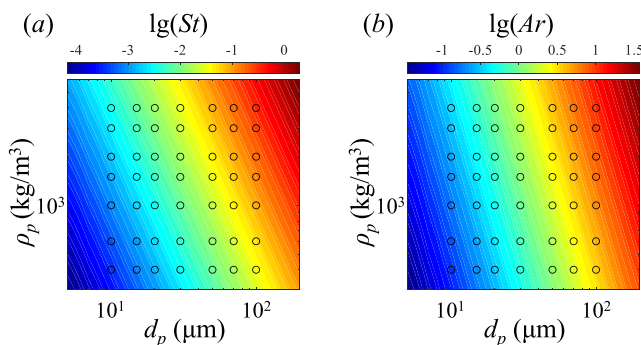 (a) lg(St)
-4 -3 -2 -1 0
ρp (kg/m³)
10³
10¹ 10²
dp (μm)
(b) lg(Ar)
-1 -0.5 0 0.5 1 1.5
ρp (kg/m³)
10³
10¹ 10²
dp (μm)